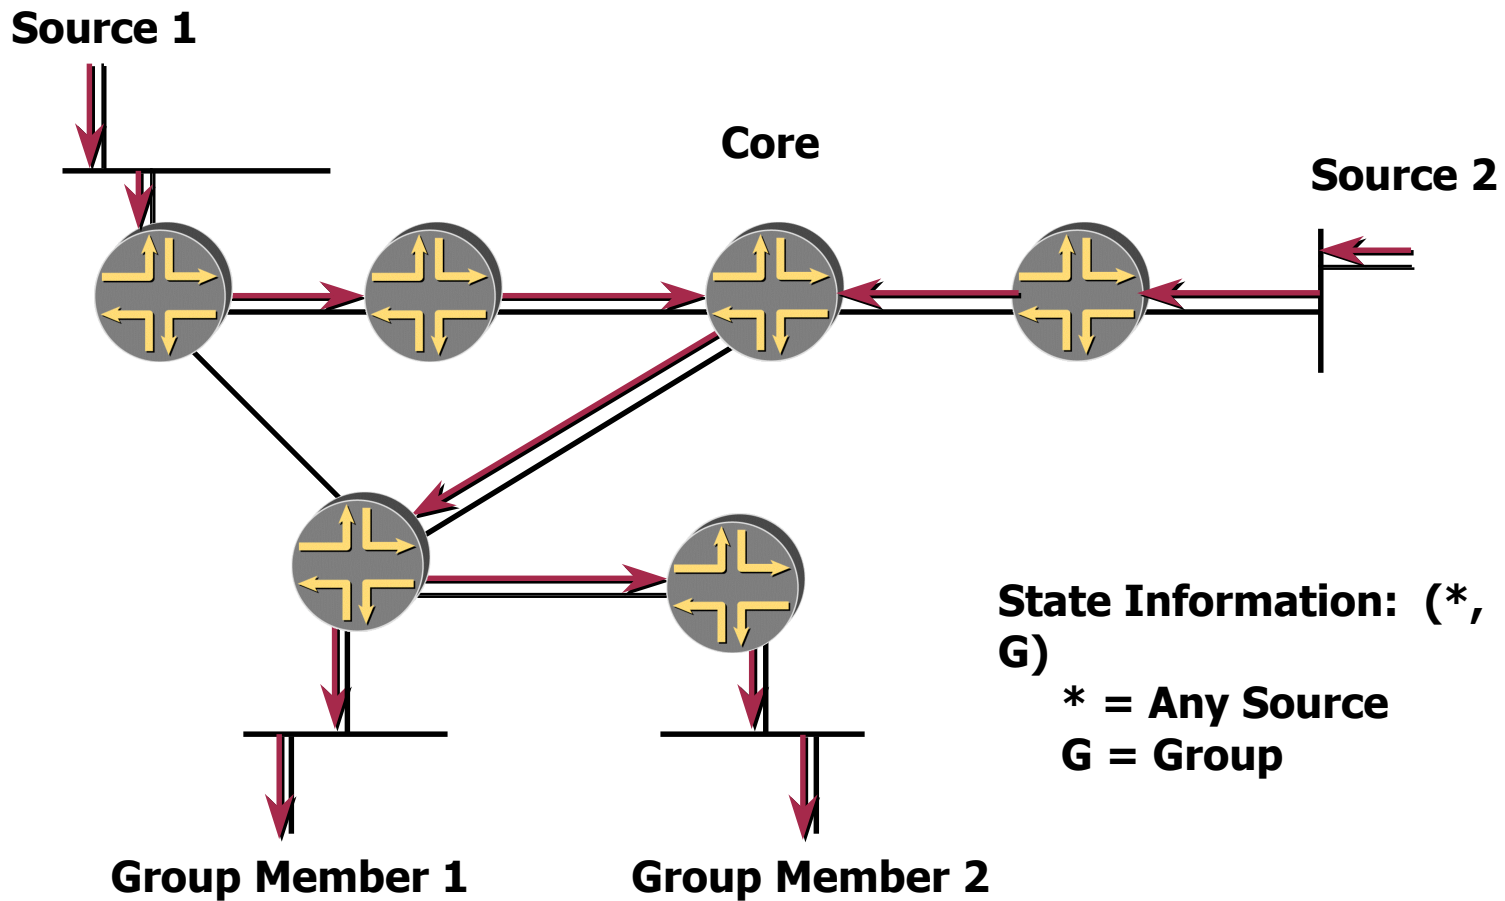 Source 1
Core
Source 2
State Information:  (*,
G)
* = Any Source
G = Group
Group Member 1
Group Member 2